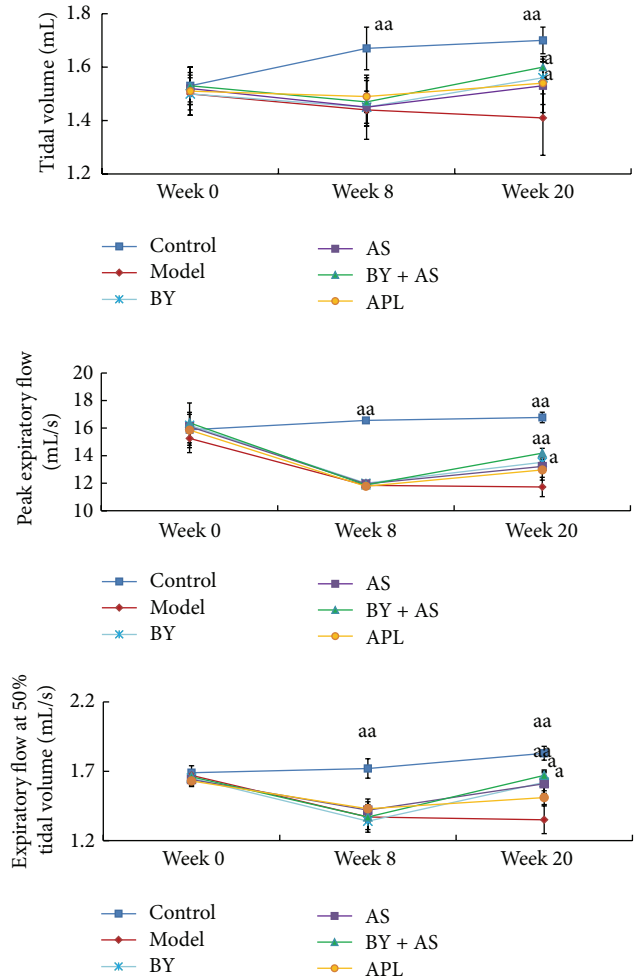 Tidal volume (mL)
1.8
1.6
1.4
1.2
aa
aa
a
a
Week 0
Week 8
Week 20
Control
Model
BY
AS
BY + AS
APL
Peak expiratory flow
(mL/s)
20
18
16
14
12
10
aa
aa
aa
a
Week 0
Week 8
Week 20
Control
Model
BY
AS
BY + AS
APL
Expiratory flow at 50%
tidal volume (mL/s)
2.2
1.7
1.2
aa
aa
aa
a
a
Week 0
Week 8
Week 20
Control
Model
BY
AS
BY + AS
APL